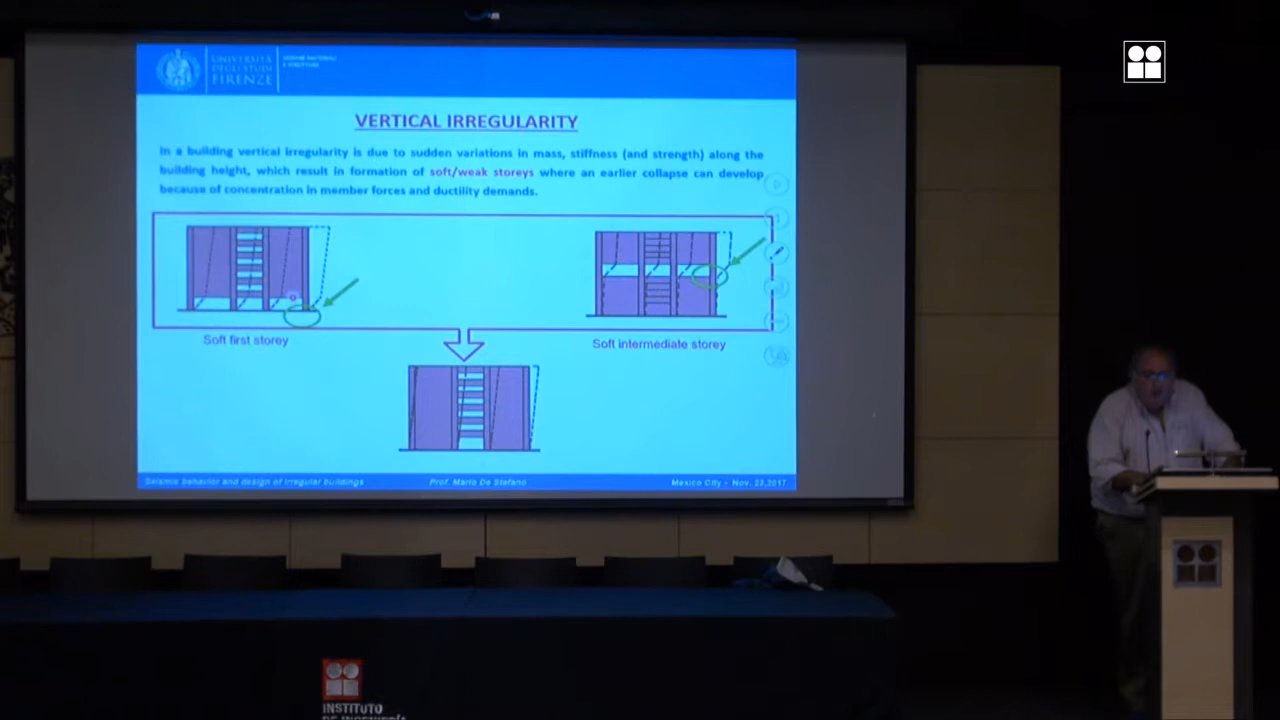 UNIVERSITÀ
DEGLI STUDI
FIRENZE
VERTICAL IRREGULARITY
In a building vertical irregularity is due to sudden variations in mass, stiffness (and strength) along the
building height, which result in formation of soft/weak storeys where an earlier collapse can develop
because of concentration in member forces and ductility demands.
Soft first storey
Soft intermediate storey
Seismic behavior and design of irregular buildings
Prof. Mario De Stefano
Mexico City - Nov. 23,2017
INSTITUTO
DE INGENIERÍA